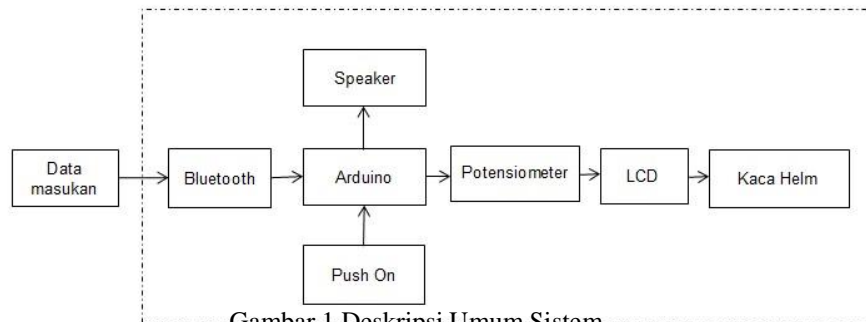 Speaker
Data
masukan
Bluetooth
Arduino
Potensiometer
LCD
Kaca Helm
Push On
Gambar 1 Deskripsi Umum Sistem